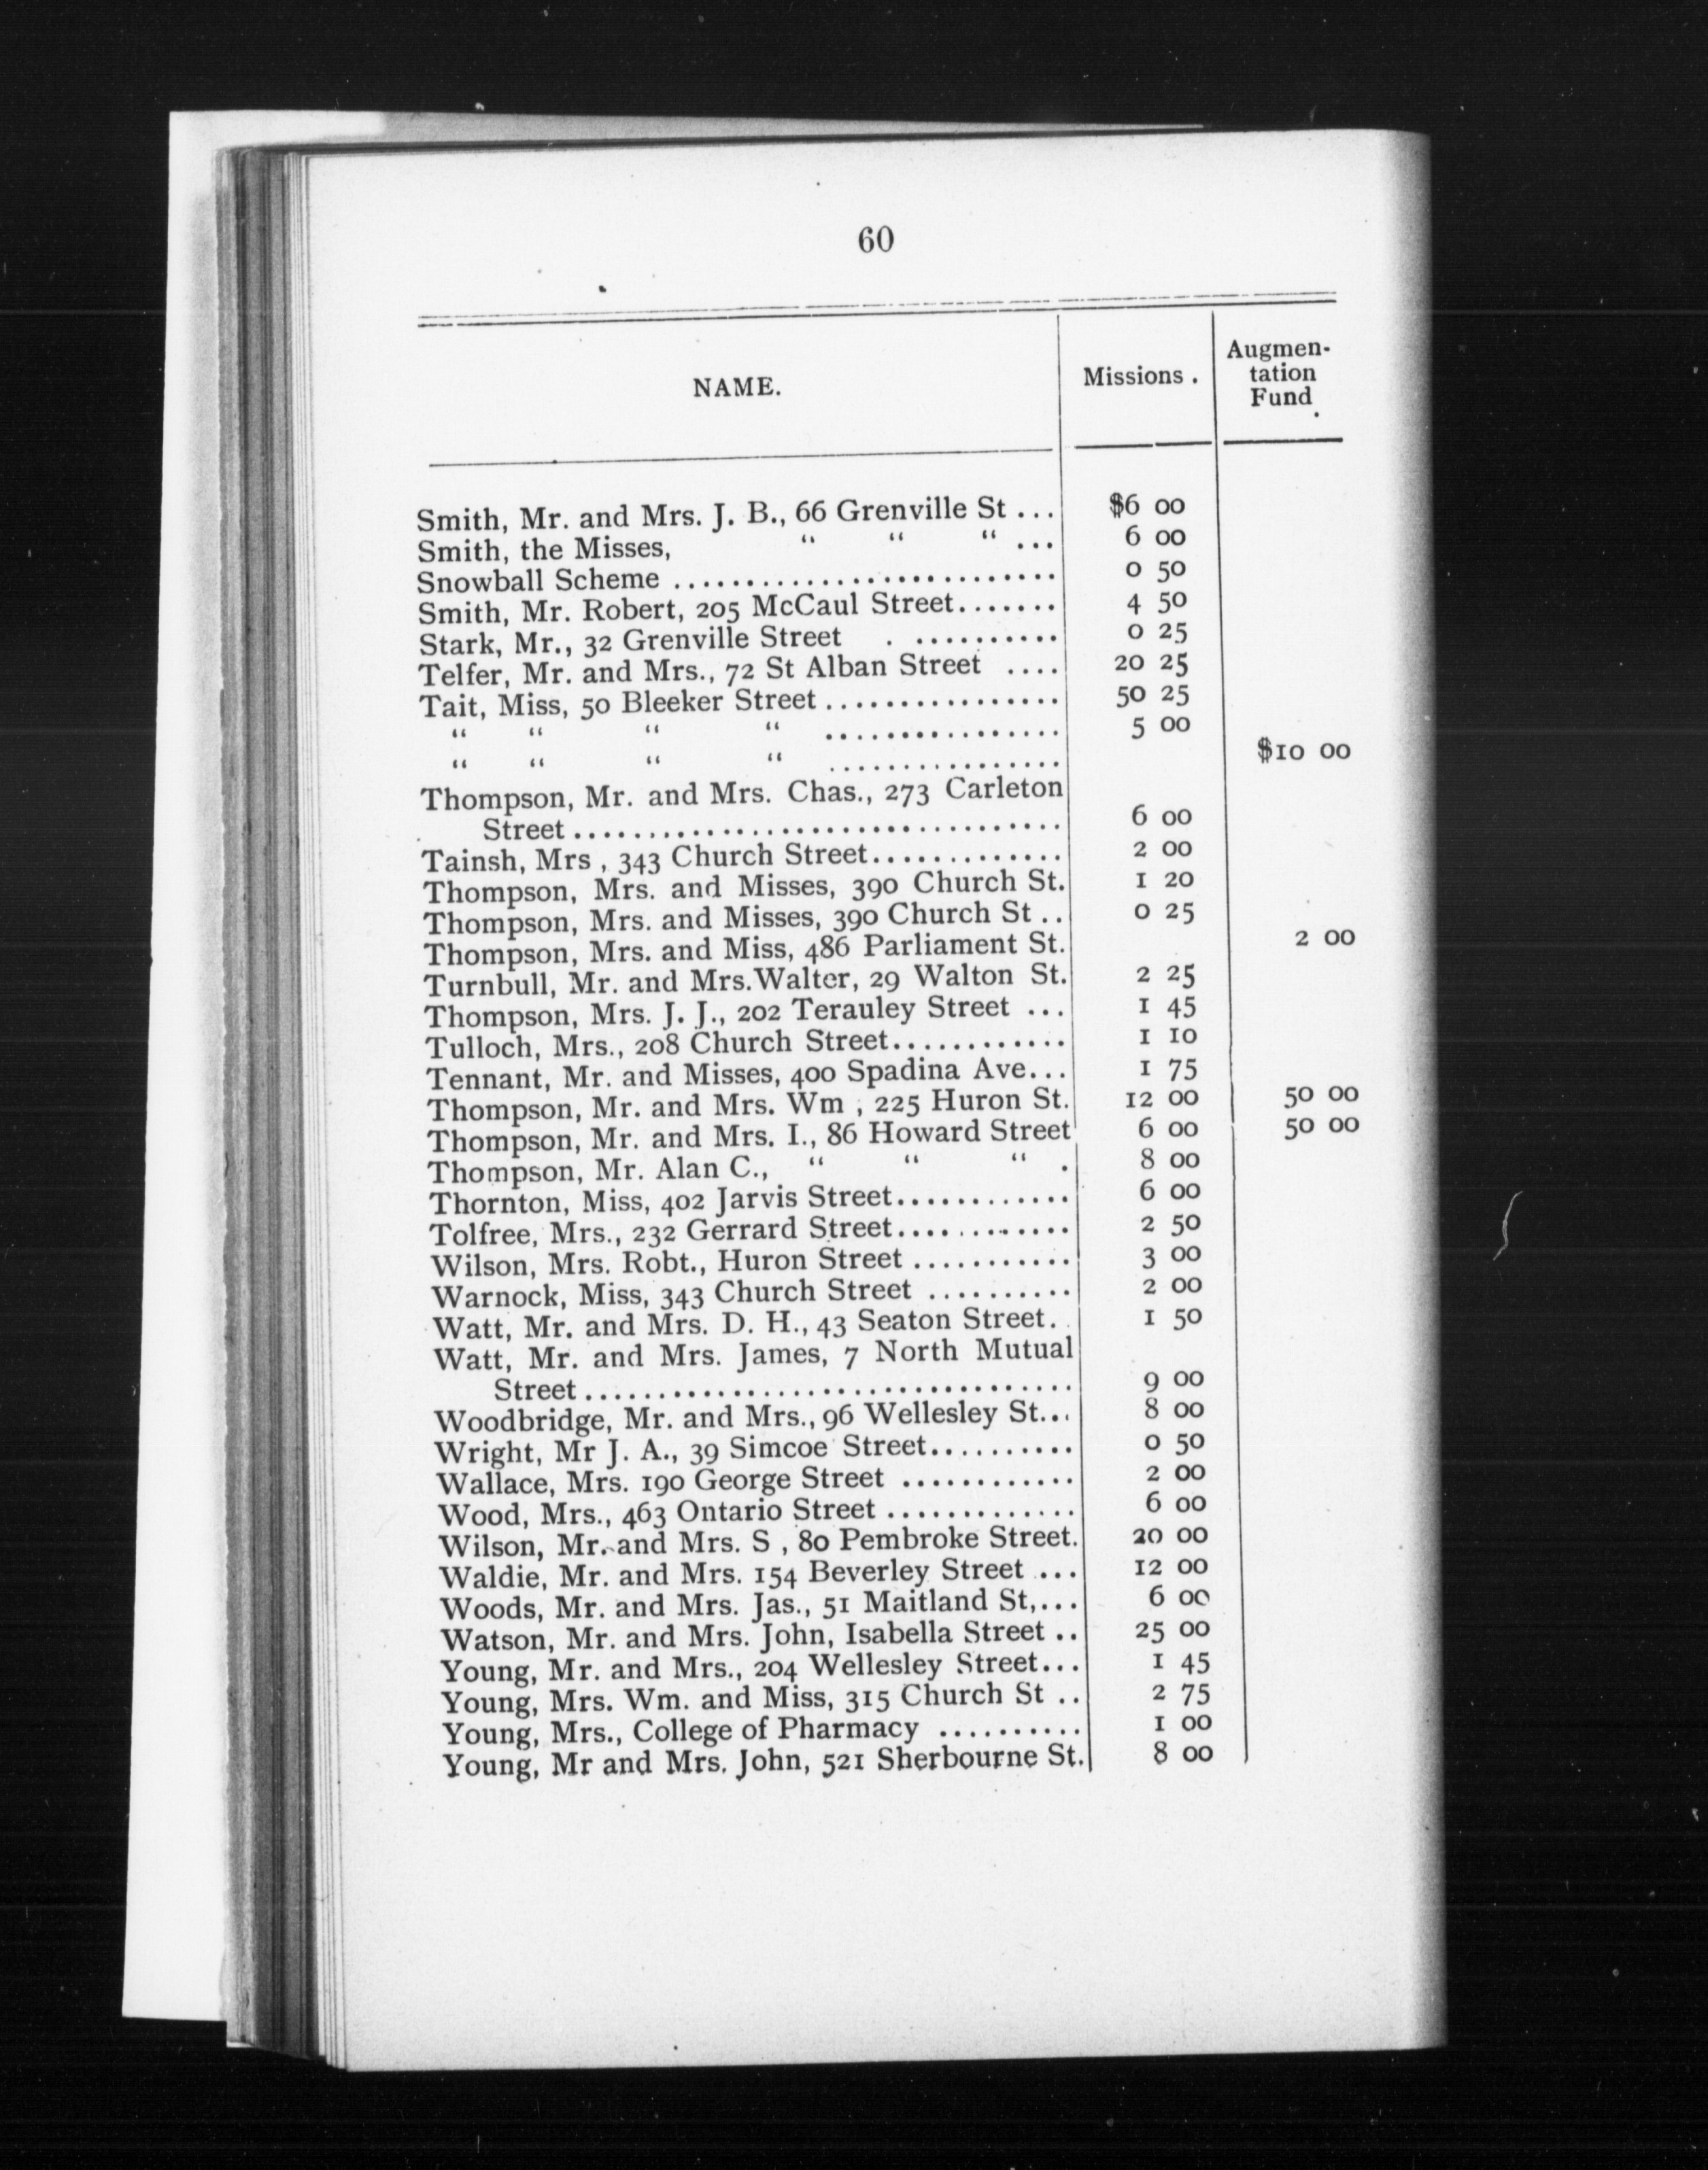 60
NAME. Missions . Augmen-
tation
Fund
Smith, Mr. and Mrs. J. B., 66 Grenville St ... $6 00
Smith, the Misses, “ “ “ ... 6 00
Snowball Scheme .......................... 0 50
Smith, Mr. Robert, 205 McCaul Street....... 4 50
Stark, Mr., 32 Grenville Street . .......... 0 25
Telfer, Mr. and Mrs., 72 St Alban Street .... 20 25
Tait, Miss, 50 Bleeker Street ................ 50 25
“ “ “ “ ................ 5 00
“ “ “ “ ................ $10 00
Thompson, Mr. and Mrs. Chas., 273 Carleton
Street ................................. 6 00
Tainsh, Mrs , 343 Church Street............. 2 00
Thompson, Mrs. and Misses, 390 Church St. 1 20
Thompson, Mrs. and Misses, 390 Church St .. 0 25
Thompson, Mrs. and Miss, 486 Parliament St. 2 00
Turnbull, Mr. and Mrs.Walter, 29 Walton St. 2 25
Thompson, Mrs. J. J., 202 Terauley Street ... 1 45
Tulloch, Mrs., 208 Church Street............ 1 10
Tennant, Mr. and Misses, 400 Spadina Ave... 1 75
Thompson, Mr. and Mrs. Wm , 225 Huron St. 12 00 50 00
Thompson, Mr. and Mrs. I., 86 Howard Street 6 00 50 00
Thompson, Mr. Alan C., “ “ “ . 8 00
Thornton, Miss, 402 Jarvis Street............ 6 00
Tolfree, Mrs., 232 Gerrard Street............ 2 50
Wilson, Mrs. Robt., Huron Street ........... 3 00
Warnock, Miss, 343 Church Street .......... 2 00
Watt, Mr. and Mrs. D. H., 43 Seaton Street. . 1 50
Watt, Mr. and Mrs. James, 7 North Mutual
Street ................................. 9 00
Woodbridge, Mr. and Mrs., 96 Wellesley St... 8 00
Wright, Mr J. A., 39 Simcoe Street.......... 0 50
Wallace, Mrs. 190 George Street ............ 2 00
Wood, Mrs., 463 Ontario Street ............. 6 00
Wilson, Mr. and Mrs. S , 80 Pembroke Street. 20 00
Waldie, Mr. and Mrs. 154 Beverley Street ... 12 00
Woods, Mr. and Mrs. Jas., 51 Maitland St,... 6 00
Watson, Mr. and Mrs. John, Isabella Street .. 25 00
Young, Mr. and Mrs., 204 Wellesley Street... 1 45
Young, Mrs. Wm. and Miss, 315 Church St .. 2 75
Young, Mrs., College of Pharmacy .......... 1 00
Young, Mr and Mrs. John, 521 Sherbourne St. 8 00